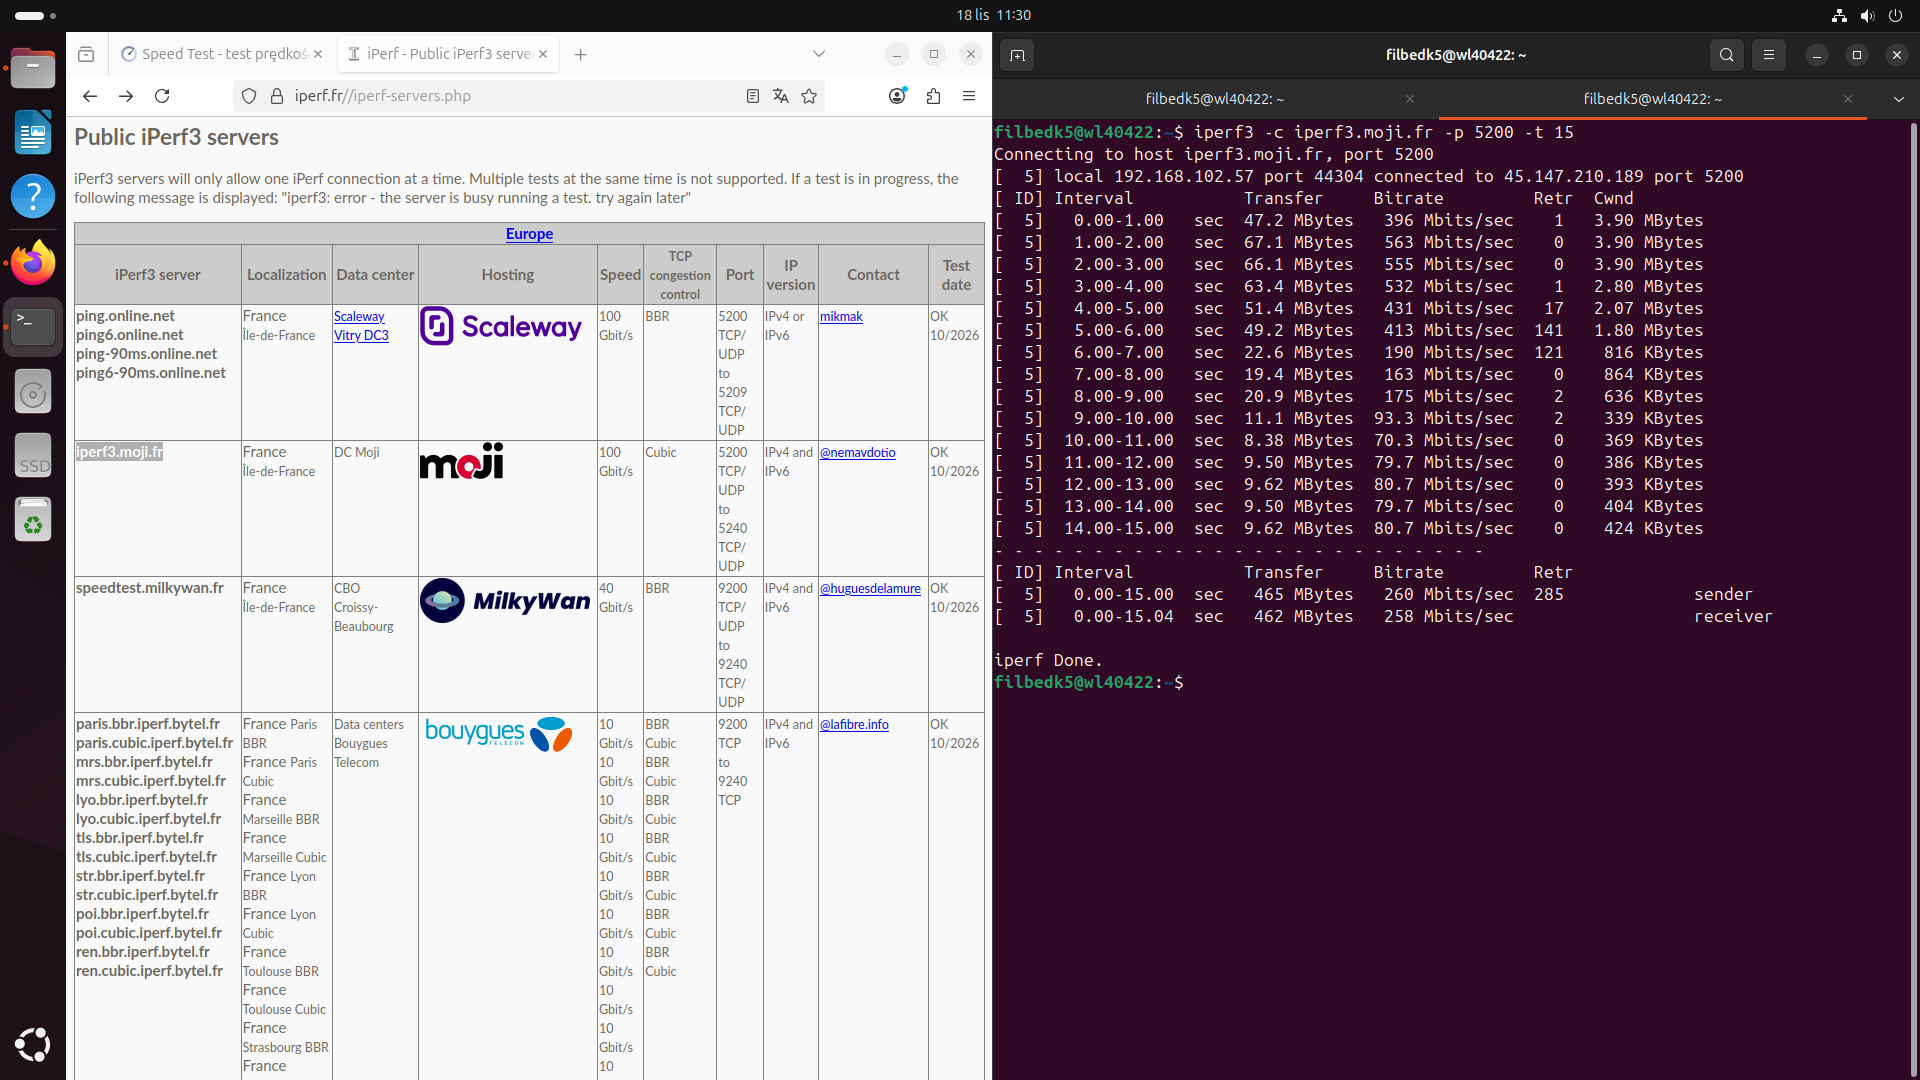 18 lis 11:30
Speed Test - test prędkoś
iPerf - Public iPerf3 serve
iperf.fr//iperf-servers.php
Public iPerf3 servers
iPerf3 servers will only allow one iPerf connection at a time. Multiple tests at the same time is not supported. If a test is in progress, the
following message is displayed: "iperf3: error - the server is busy running a test. try again later"
Europe
iPerf3 server Localization Data center Hosting Speed TCP congestion control Port IP version Contact Test date
ping.online.net
ping6.online.net
ping-90ms.online.net
ping6-90ms.online.net
France
Île-de-France
Scaleway
Vitry DC3
Scaleway
100
Gbit/s
BBR
5200
TCP/
UDP
to
5209
TCP/
UDP
IPv4 or
IPv6
mikmak
OK
10/2026
iperf3.moji.fr
France
Île-de-France
DC Moji
moji
100
Gbit/s
Cubic
5200
TCP/
UDP
to
5240
TCP/
UDP
IPv4 and
IPv6
@nemavdotio
OK
10/2026
speedtest.milkywan.fr
France
Île-de-France
CBO
Croissy-
Beaubourg
MilkyWan
40
Gbit/s
BBR
9200
TCP/
UDP
to
9240
TCP/
UDP
IPv4 and
IPv6
@huguesdelamure
OK
10/2026
paris.bbr.iperf.bytel.fr
paris.cubic.iperf.bytel.fr
mrs.bbr.iperf.bytel.fr
mrs.cubic.iperf.bytel.fr
lyo.bbr.iperf.bytel.fr
lyo.cubic.iperf.bytel.fr
tls.bbr.iperf.bytel.fr
tls.cubic.iperf.bytel.fr
str.bbr.iperf.bytel.fr
str.cubic.iperf.bytel.fr
poi.bbr.iperf.bytel.fr
poi.cubic.iperf.bytel.fr
ren.bbr.iperf.bytel.fr
ren.cubic.iperf.bytel.fr
France Paris
BBR
France Paris
Cubic
France
Marseille BBR
France
Marseille Cubic
France Lyon
BBR
France Lyon
Cubic
France
Toulouse BBR
France
Toulouse Cubic
France
Strasbourg BBR
France
Data centers
Bouygues
Telecom
bouygues
TELECOM
10
Gbit/s
10
Gbit/s
10
Gbit/s
10
Gbit/s
10
Gbit/s
10
Gbit/s
10
Gbit/s
10
Gbit/s
10
Gbit/s
10
BBR
Cubic
BBR
Cubic
BBR
Cubic
BBR
Cubic
BBR
Cubic
BBR
Cubic
BBR
Cubic
9200
TCP
to
9240
TCP
IPv4 and
IPv6
@lafibre.info
OK
10/2026
filbedk5@wl40422: ~
filbedk5@wl40422: ~
filbedk5@wl40422: ~
filbedk5@wl40422:~$ iperf3 -c iperf3.moji.fr -p 5200 -t 15
Connecting to host iperf3.moji.fr, port 5200
[  5] local 192.168.102.57 port 44304 connected to 45.147.210.189 port 5200
[ ID] Interval           Transfer     Bitrate         Retr  Cwnd
[  5]   0.00-1.00   sec  47.2 MBytes   396 Mbits/sec    1   3.90 MBytes
[  5]   1.00-2.00   sec  67.1 MBytes   563 Mbits/sec    0   3.90 MBytes
[  5]   2.00-3.00   sec  66.1 MBytes   555 Mbits/sec    0   3.90 MBytes
[  5]   3.00-4.00   sec  63.4 MBytes   532 Mbits/sec    1   2.80 MBytes
[  5]   4.00-5.00   sec  51.4 MBytes   431 Mbits/sec   17   2.07 MBytes
[  5]   5.00-6.00   sec  49.2 MBytes   413 Mbits/sec  141   1.80 MBytes
[  5]   6.00-7.00   sec  22.6 MBytes   190 Mbits/sec  121    816 KBytes
[  5]   7.00-8.00   sec  19.4 MBytes   163 Mbits/sec    0    864 KBytes
[  5]   8.00-9.00   sec  20.9 MBytes   175 Mbits/sec    2    636 KBytes
[  5]   9.00-10.00  sec  11.1 MBytes  93.3 Mbits/sec    2    339 KBytes
[  5]  10.00-11.00  sec  8.38 MBytes  70.3 Mbits/sec    0    369 KBytes
[  5]  11.00-12.00  sec  9.50 MBytes  79.7 Mbits/sec    0    386 KBytes
[  5]  12.00-13.00  sec  9.62 MBytes  80.7 Mbits/sec    0    393 KBytes
[  5]  13.00-14.00  sec  9.50 MBytes  79.7 Mbits/sec    0    404 KBytes
[  5]  14.00-15.00  sec  9.62 MBytes  80.7 Mbits/sec    0    424 KBytes
- - - - - - - - - - - - - - - - - - - - - - - - -
[ ID] Interval           Transfer     Bitrate         Retr
[  5]   0.00-15.00  sec   465 MBytes   260 Mbits/sec  285             sender
[  5]   0.00-15.04  sec   462 MBytes   258 Mbits/sec                  receiver
iperf Done.
filbedk5@wl40422:~$
SSD